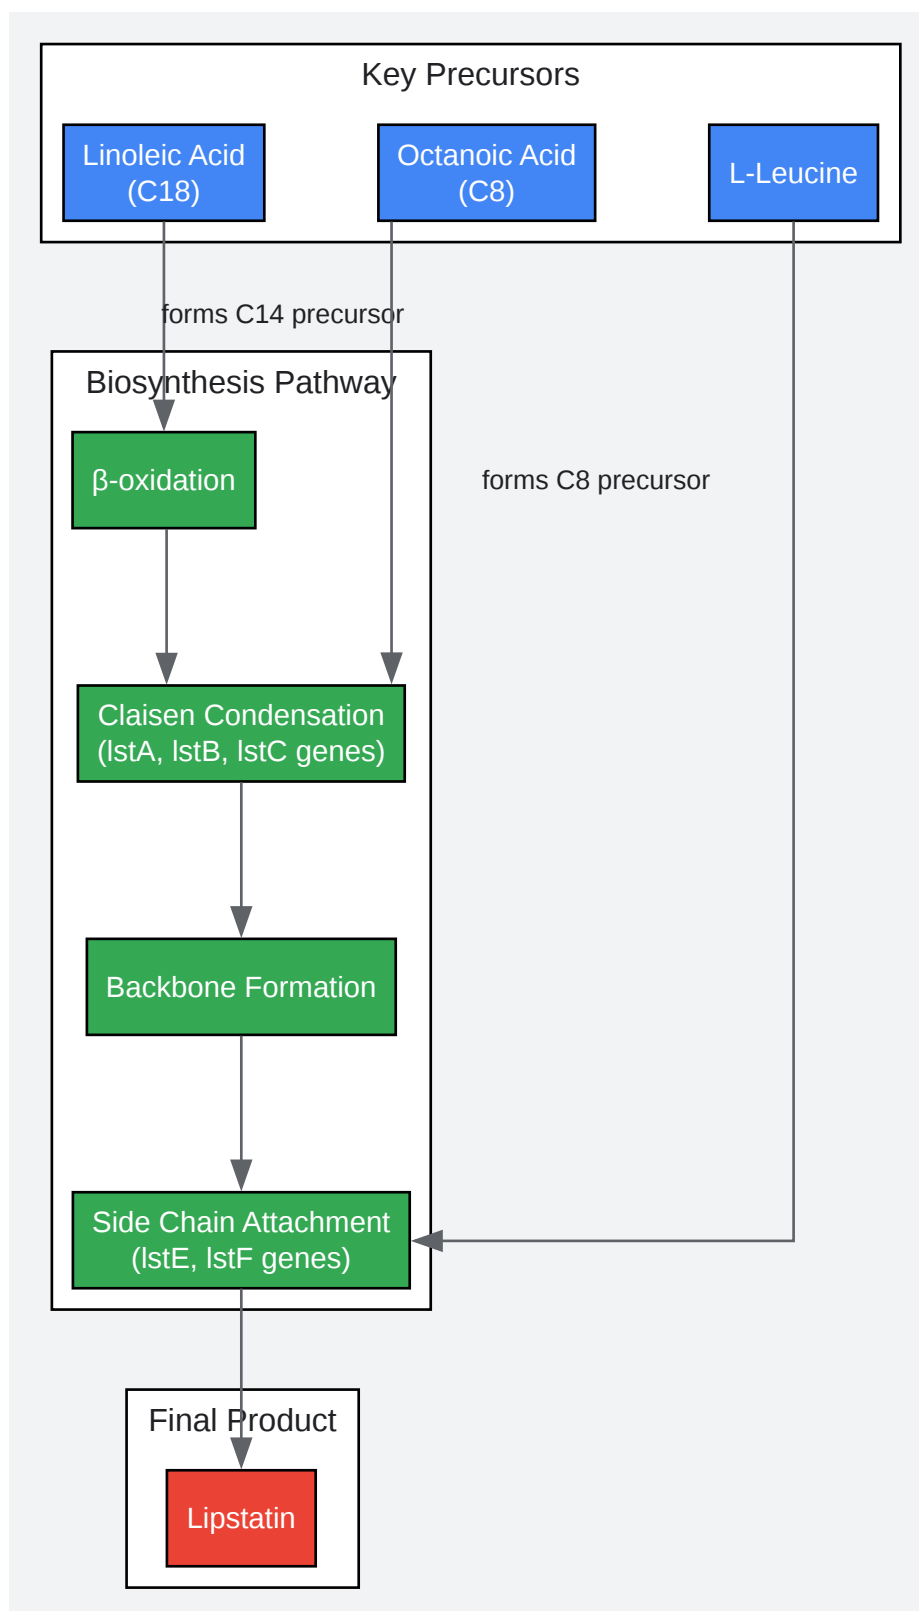 Key Precursors
Linoleic Acid
(C18)
Octanoic Acid
(C8)
L-Leucine
forms C14 precursor
Biosynthesis Pathway
β-oxidation
forms C8 precursor
Claisen Condensation
(lstA, lstB, lstC genes)
Backbone Formation
Side Chain Attachment
(lstE, lstF genes)
Final Product
Lipstatin